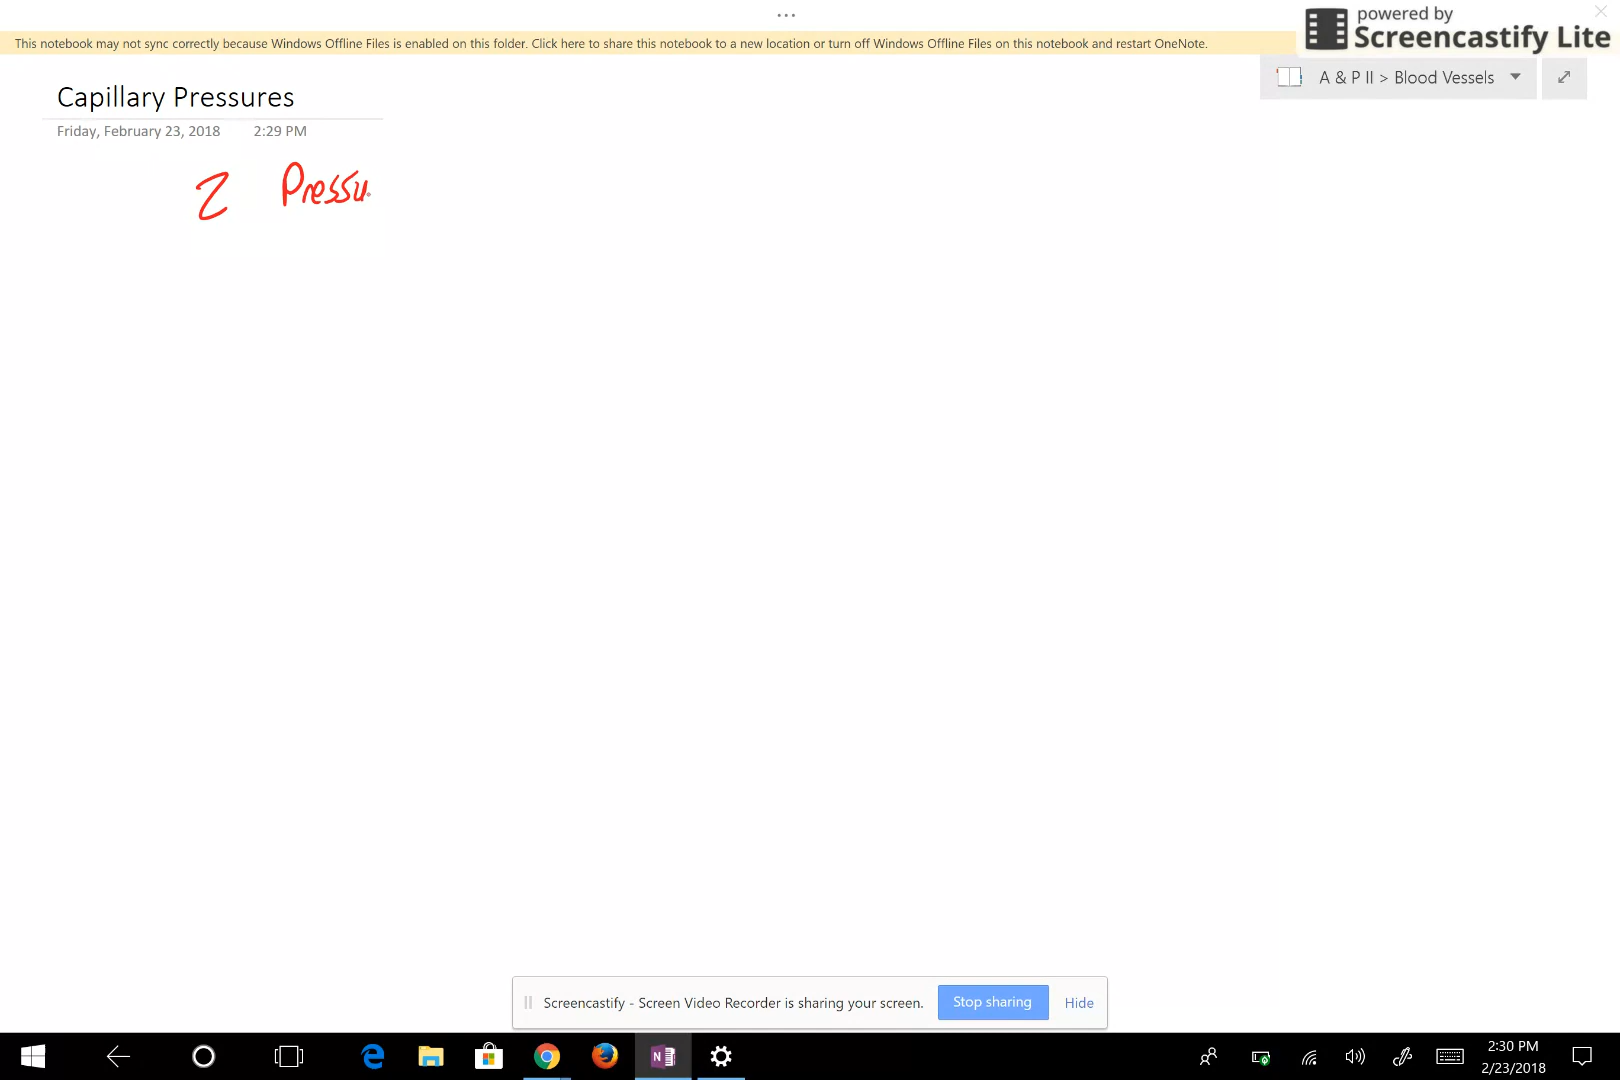 ...
powered by
Screencastify Lite
This notebook may not sync correctly because Windows Offline Files is enabled on this folder. Click here to share this notebook to a new location or turn off Windows Offline Files on this notebook and restart OneNote.
A & P II > Blood Vessels
Capillary Pressures
Friday, February 23, 2018 2:29 PM
2 Pressu
Screencastify - Screen Video Recorder is sharing your screen. Stop sharing Hide
2:30 PM
2/23/2018